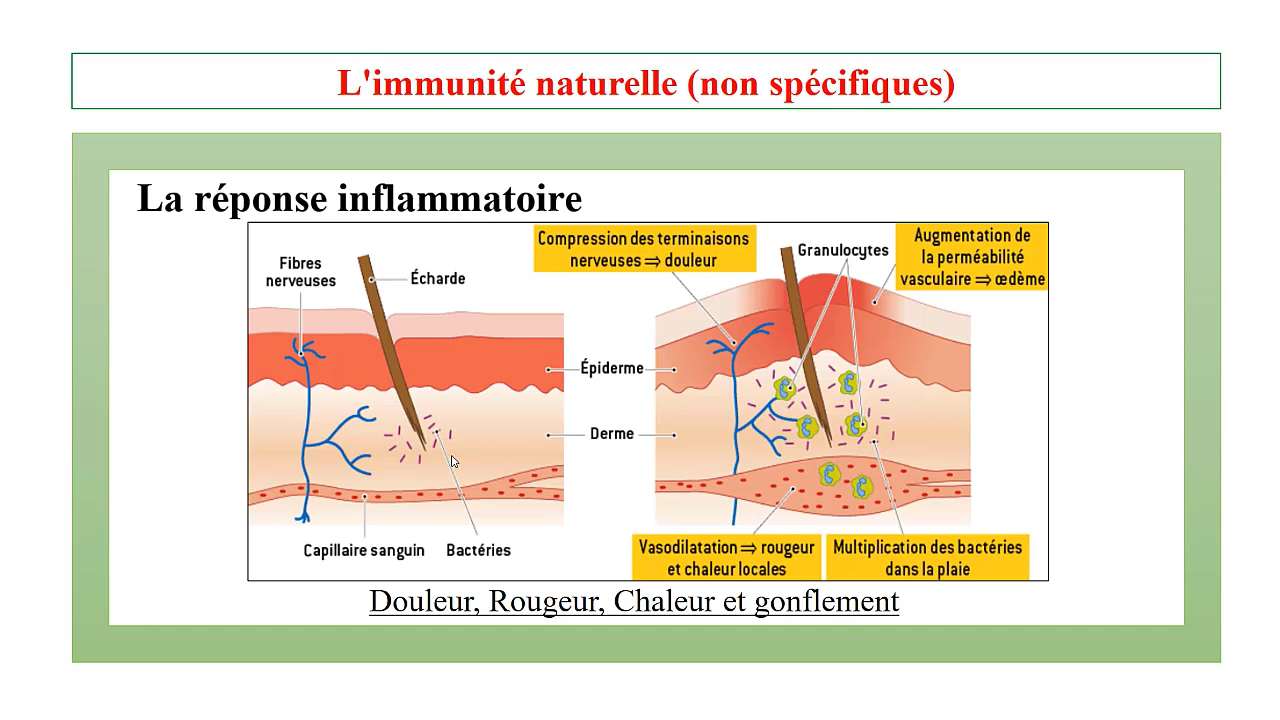 L'immunité naturelle (non spécifiques)
La réponse inflammatoire
Fibres
nerveuses
Écharde
Capillaire sanguin
Bactéries
Épiderme
Derme
Compression des terminaisons
nerveuses ⇒ douleur
Granulocytes
Augmentation de
la perméabilité
vasculaire ⇒ œdème
Vasodilatation ⇒ rougeur
et chaleur locales
Multiplication des bactéries
dans la plaie
Douleur, Rougeur, Chaleur et gonflement